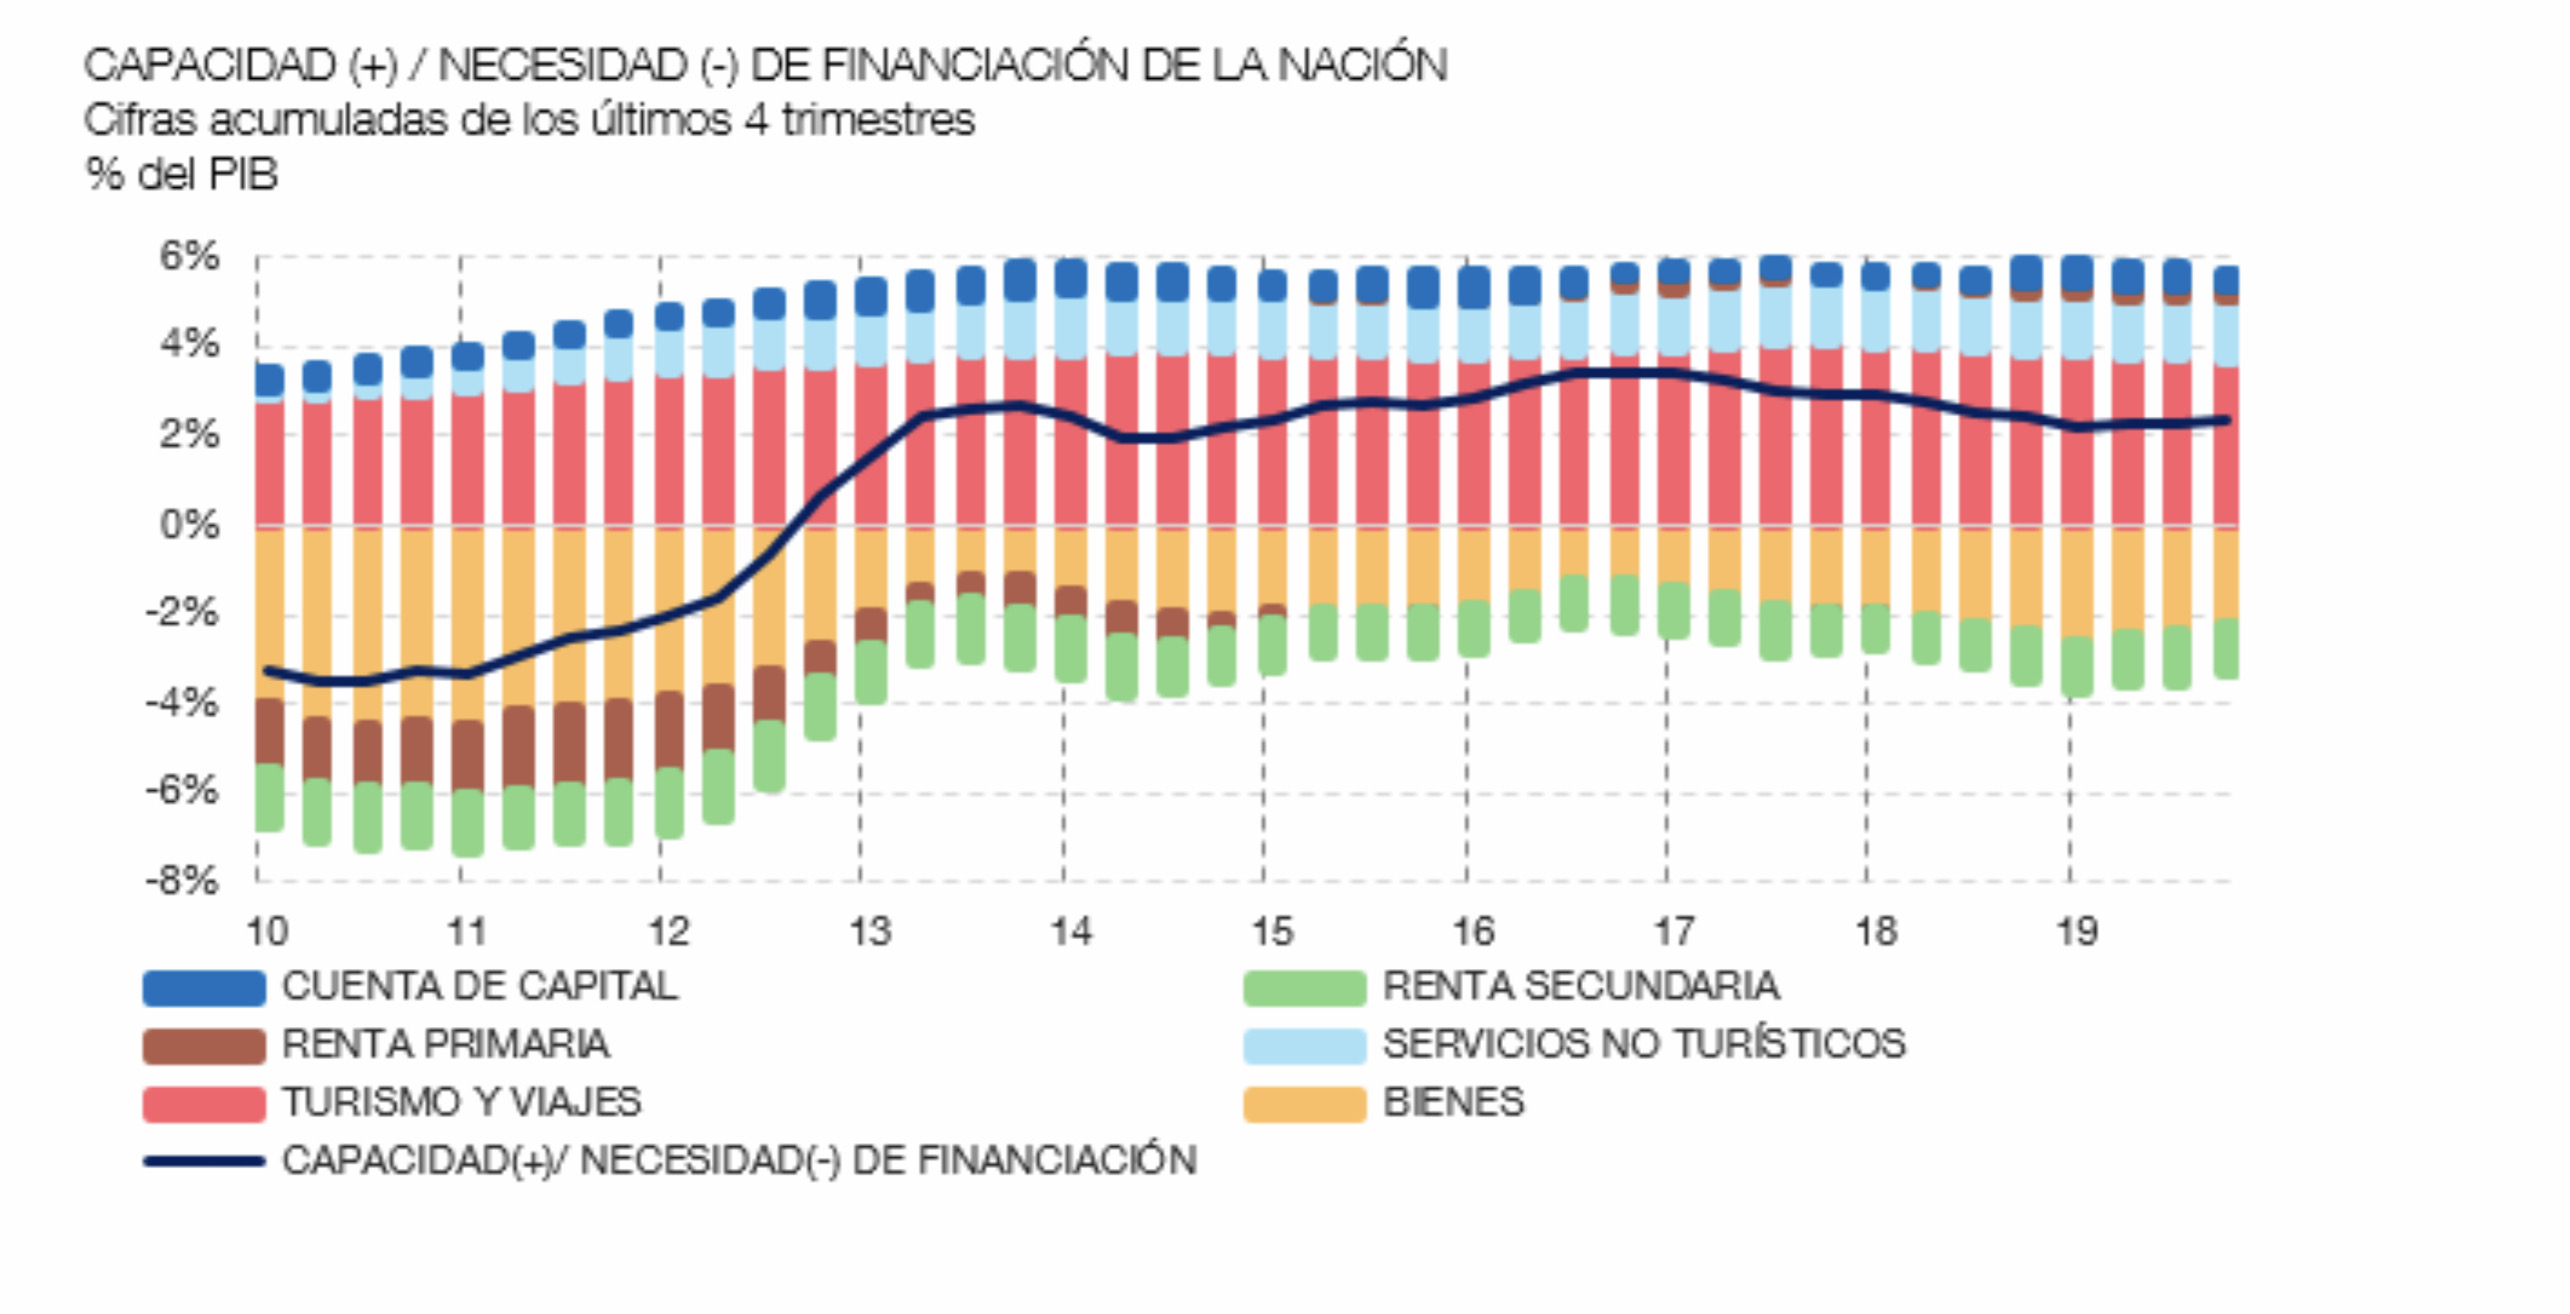 CAPACIDAD (+) / NECESIDAD (-) DE FINANCIACIÓN DE LA NACIÓN
Cifras acumuladas de los últimos 4 trimestres
% del PIB
6%
4%
2%
0%
-2%
-4%
-6%
-8%
10 11 12 13 14 15 16 17 18 19
CUENTA DE CAPITAL
RENTA SECUNDARIA
RENTA PRIMARIA
SERVICIOS NO TURÍSTICOS
TURISMO Y VIAJES
BIENES
CAPACIDAD(+)/ NECESIDAD(-) DE FINANCIACIÓN